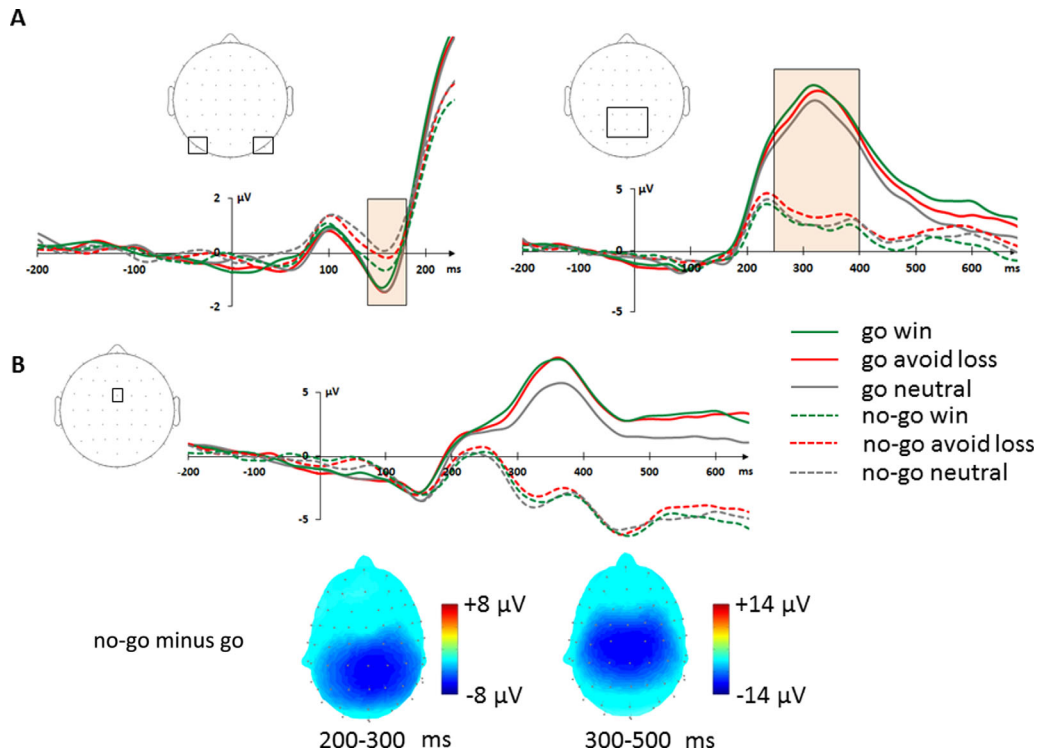 A
2
µV
0
-200
-100
100
200
ms
-2
5
µV
0
-200
-100
100
200
300
400
500
600
ms
-5
go win
go avoid loss
go neutral
no-go win
no-go avoid loss
no-go neutral
B
5
µV
0
-200
-100
100
200
300
400
500
600
ms
-5
no-go minus go
+8 µV
-8 µV
200-300 ms
+14 µV
-14 µV
300-500 ms